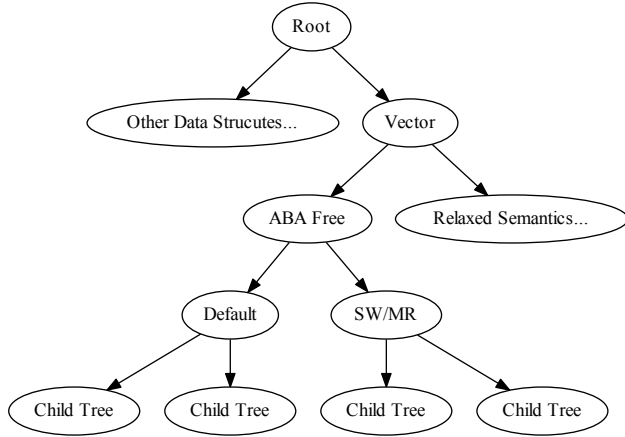 Root
Other Data Strucutes...
Vector
ABA Free
Relaxed Semantics...
Default
SW/MR
Child Tree
Child Tree
Child Tree
Child Tree